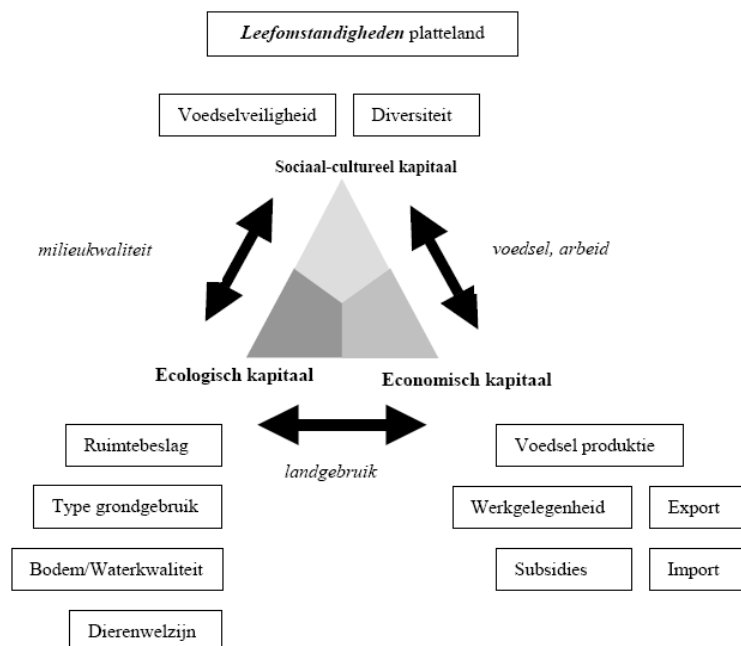 Leefomstandigheden platteland
Voedselveiligheid
Diversiteit
Sociaal-cultureel kapitaal
milieukwaliteit
voedsel, arbeid
Ecologisch kapitaal
Economisch kapitaal
landgebruik
Ruimtebeslag
Type grondgebruik
Bodem/Waterkwaliteit
Dierenwelzijn
Voedsel produktie
Werkgelegenheid
Export
Subsidies
Import